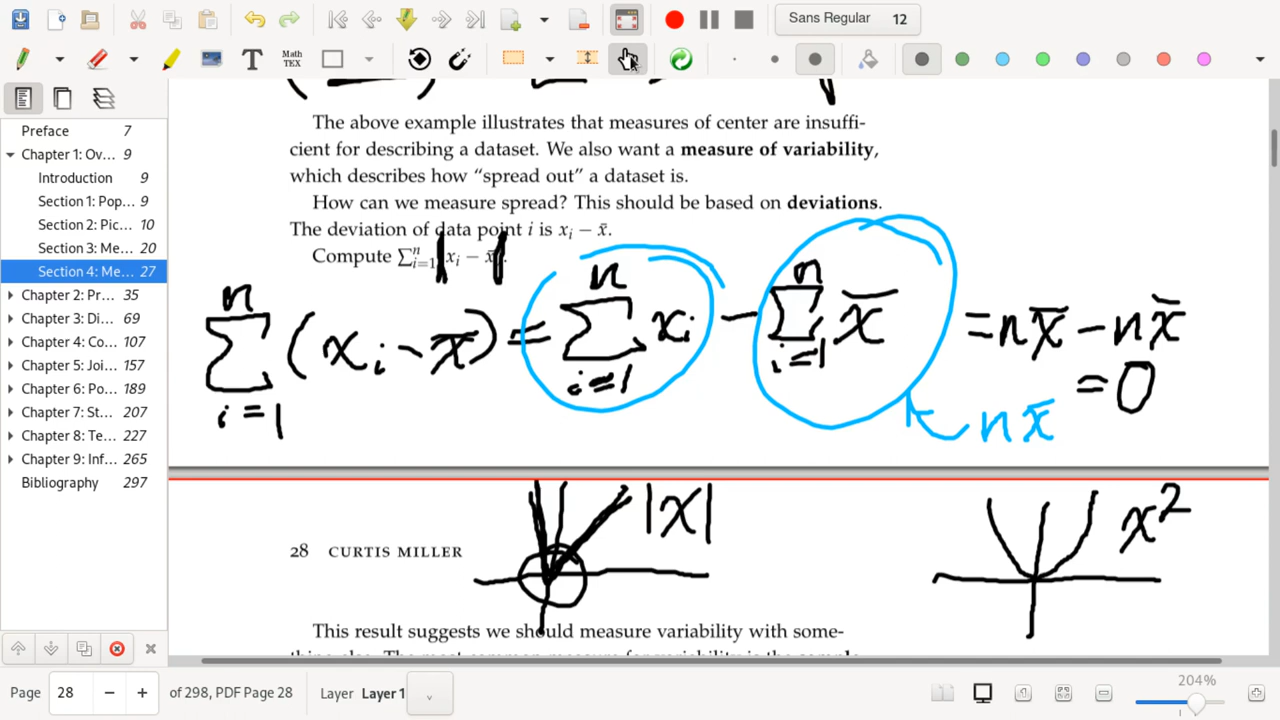 Sans Regular 12
T
Math
TEX
Preface 7
Chapter 1: Ov... 9
Introduction 9
Section 1: Pop... 9
Section 2: Pic... 10
Section 3: Me... 20
Section 4: Me... 27
Chapter 2: Pr... 35
Chapter 3: Di... 69
Chapter 4: Co... 107
Chapter 5: Joi... 157
Chapter 6: Po... 189
Chapter 7: St... 207
Chapter 8: Te... 227
Chapter 9: Inf... 265
Bibliography 297
The above example illustrates that measures of center are insuffi-
cient for describing a dataset. We also want a measure of variability,
which describes how “spread out” a dataset is.
How can we measure spread? This should be based on deviations.
The deviation of data point i is xᵢ − x̄.
Compute ∑ⁿᵢ₌₁ |xᵢ − x̄|.
n ∑ i=1 (xᵢ − x̄) = n ∑ i=1 xᵢ − n ∑ i=1 x̄ = nx̄ − nx̄
= 0
nx̄
|x| x²
28 CURTIS MILLER
This result suggests we should measure variability with some-
Page 28 of 298, PDF Page 28 Layer Layer 1 204%